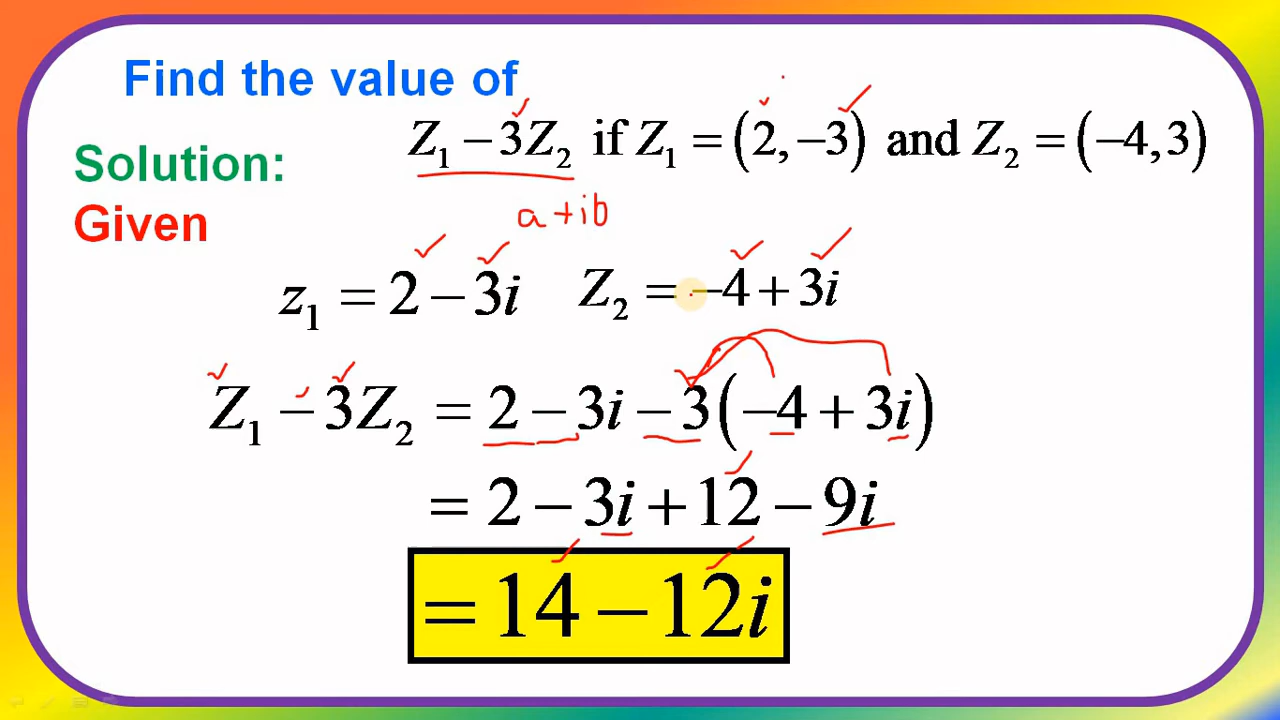 Find the value of
Z₁ − 3Z₂ if Z₁ = (2, −3) and Z₂ = (−4, 3)
Solution:
Given
a + ib
z₁ = 2 − 3i Z₂ = −4 + 3i
Z₁ − 3Z₂ = 2 − 3i − 3(−4 + 3i)
= 2 − 3i + 12 − 9i
= 14 − 12i